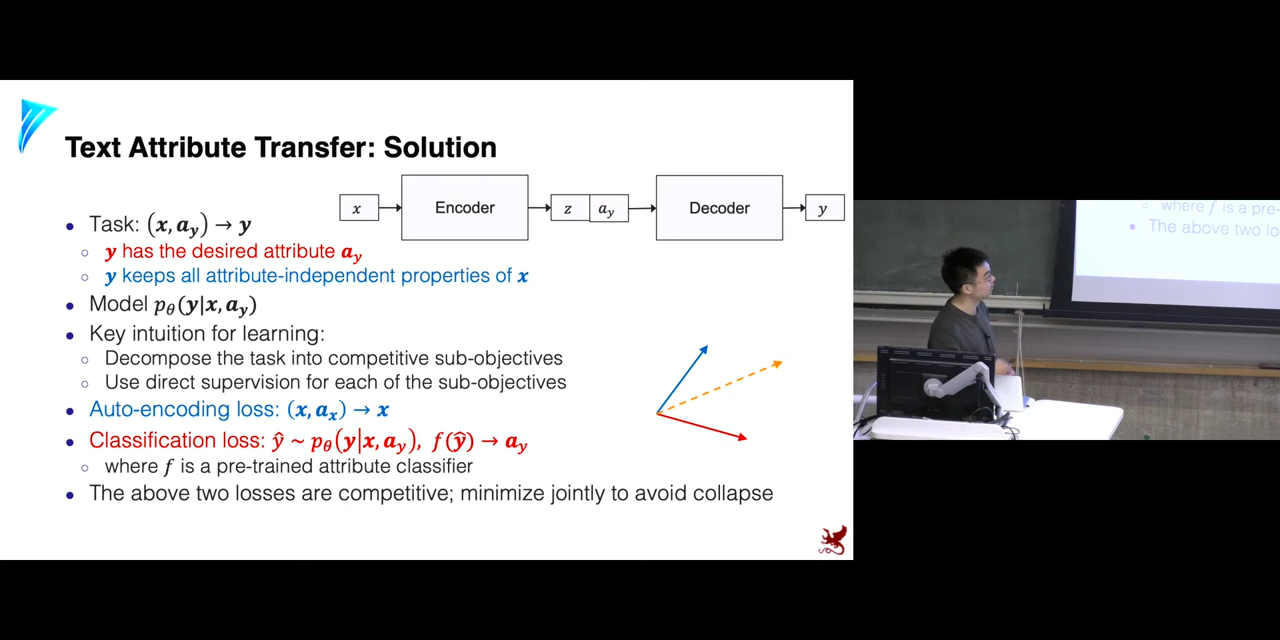 Text Attribute Transfer: Solution
x Encoder z a_y Decoder y
• Task: (x, a_y) → y
◦ y has the desired attribute a_y
◦ y keeps all attribute-independent properties of x
• Model p_θ(y|x, a_y)
• Key intuition for learning:
◦ Decompose the task into competitive sub-objectives
◦ Use direct supervision for each of the sub-objectives
• Auto-encoding loss: (x, a_x) → x
• Classification loss: ŷ ~ p_θ(y|x, a_y), f(ŷ) → a_y
◦ where f is a pre-trained attribute classifier
• The above two losses are competitive; minimize jointly to avoid collapse
◦ where f is a pre-t
• The above two los